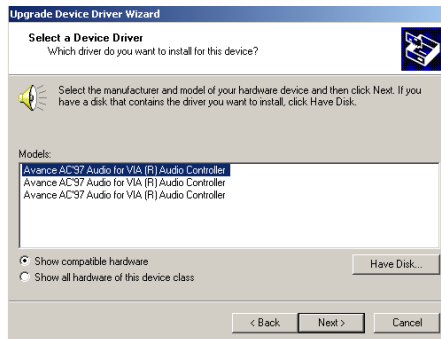 Upgrade Device Driver Wizard
Select a Device Driver
Which driver do you want to install for this device?
Select the manufacturer and model of your hardware device and then click Next. If you
have a disk that contains the driver you want to install, click Have Disk.
Models:
Avance AC'97 Audio for VIA (R) Audio Controller
Avance AC'97 Audio for VIA (R) Audio Controller
Avance AC'97 Audio for VIA (R) Audio Controller
Show compatible hardware
Show all hardware of this device class
Have Disk...
< Back
Next >
Cancel